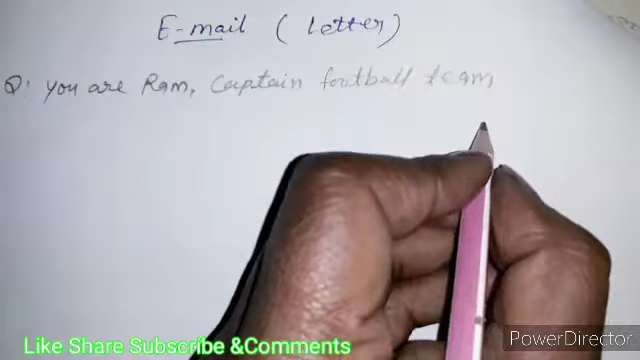 E-mail ( Letter )
Q. you are Ram, Captain football team
Like Share Subscribe &Comments
PowerDirector